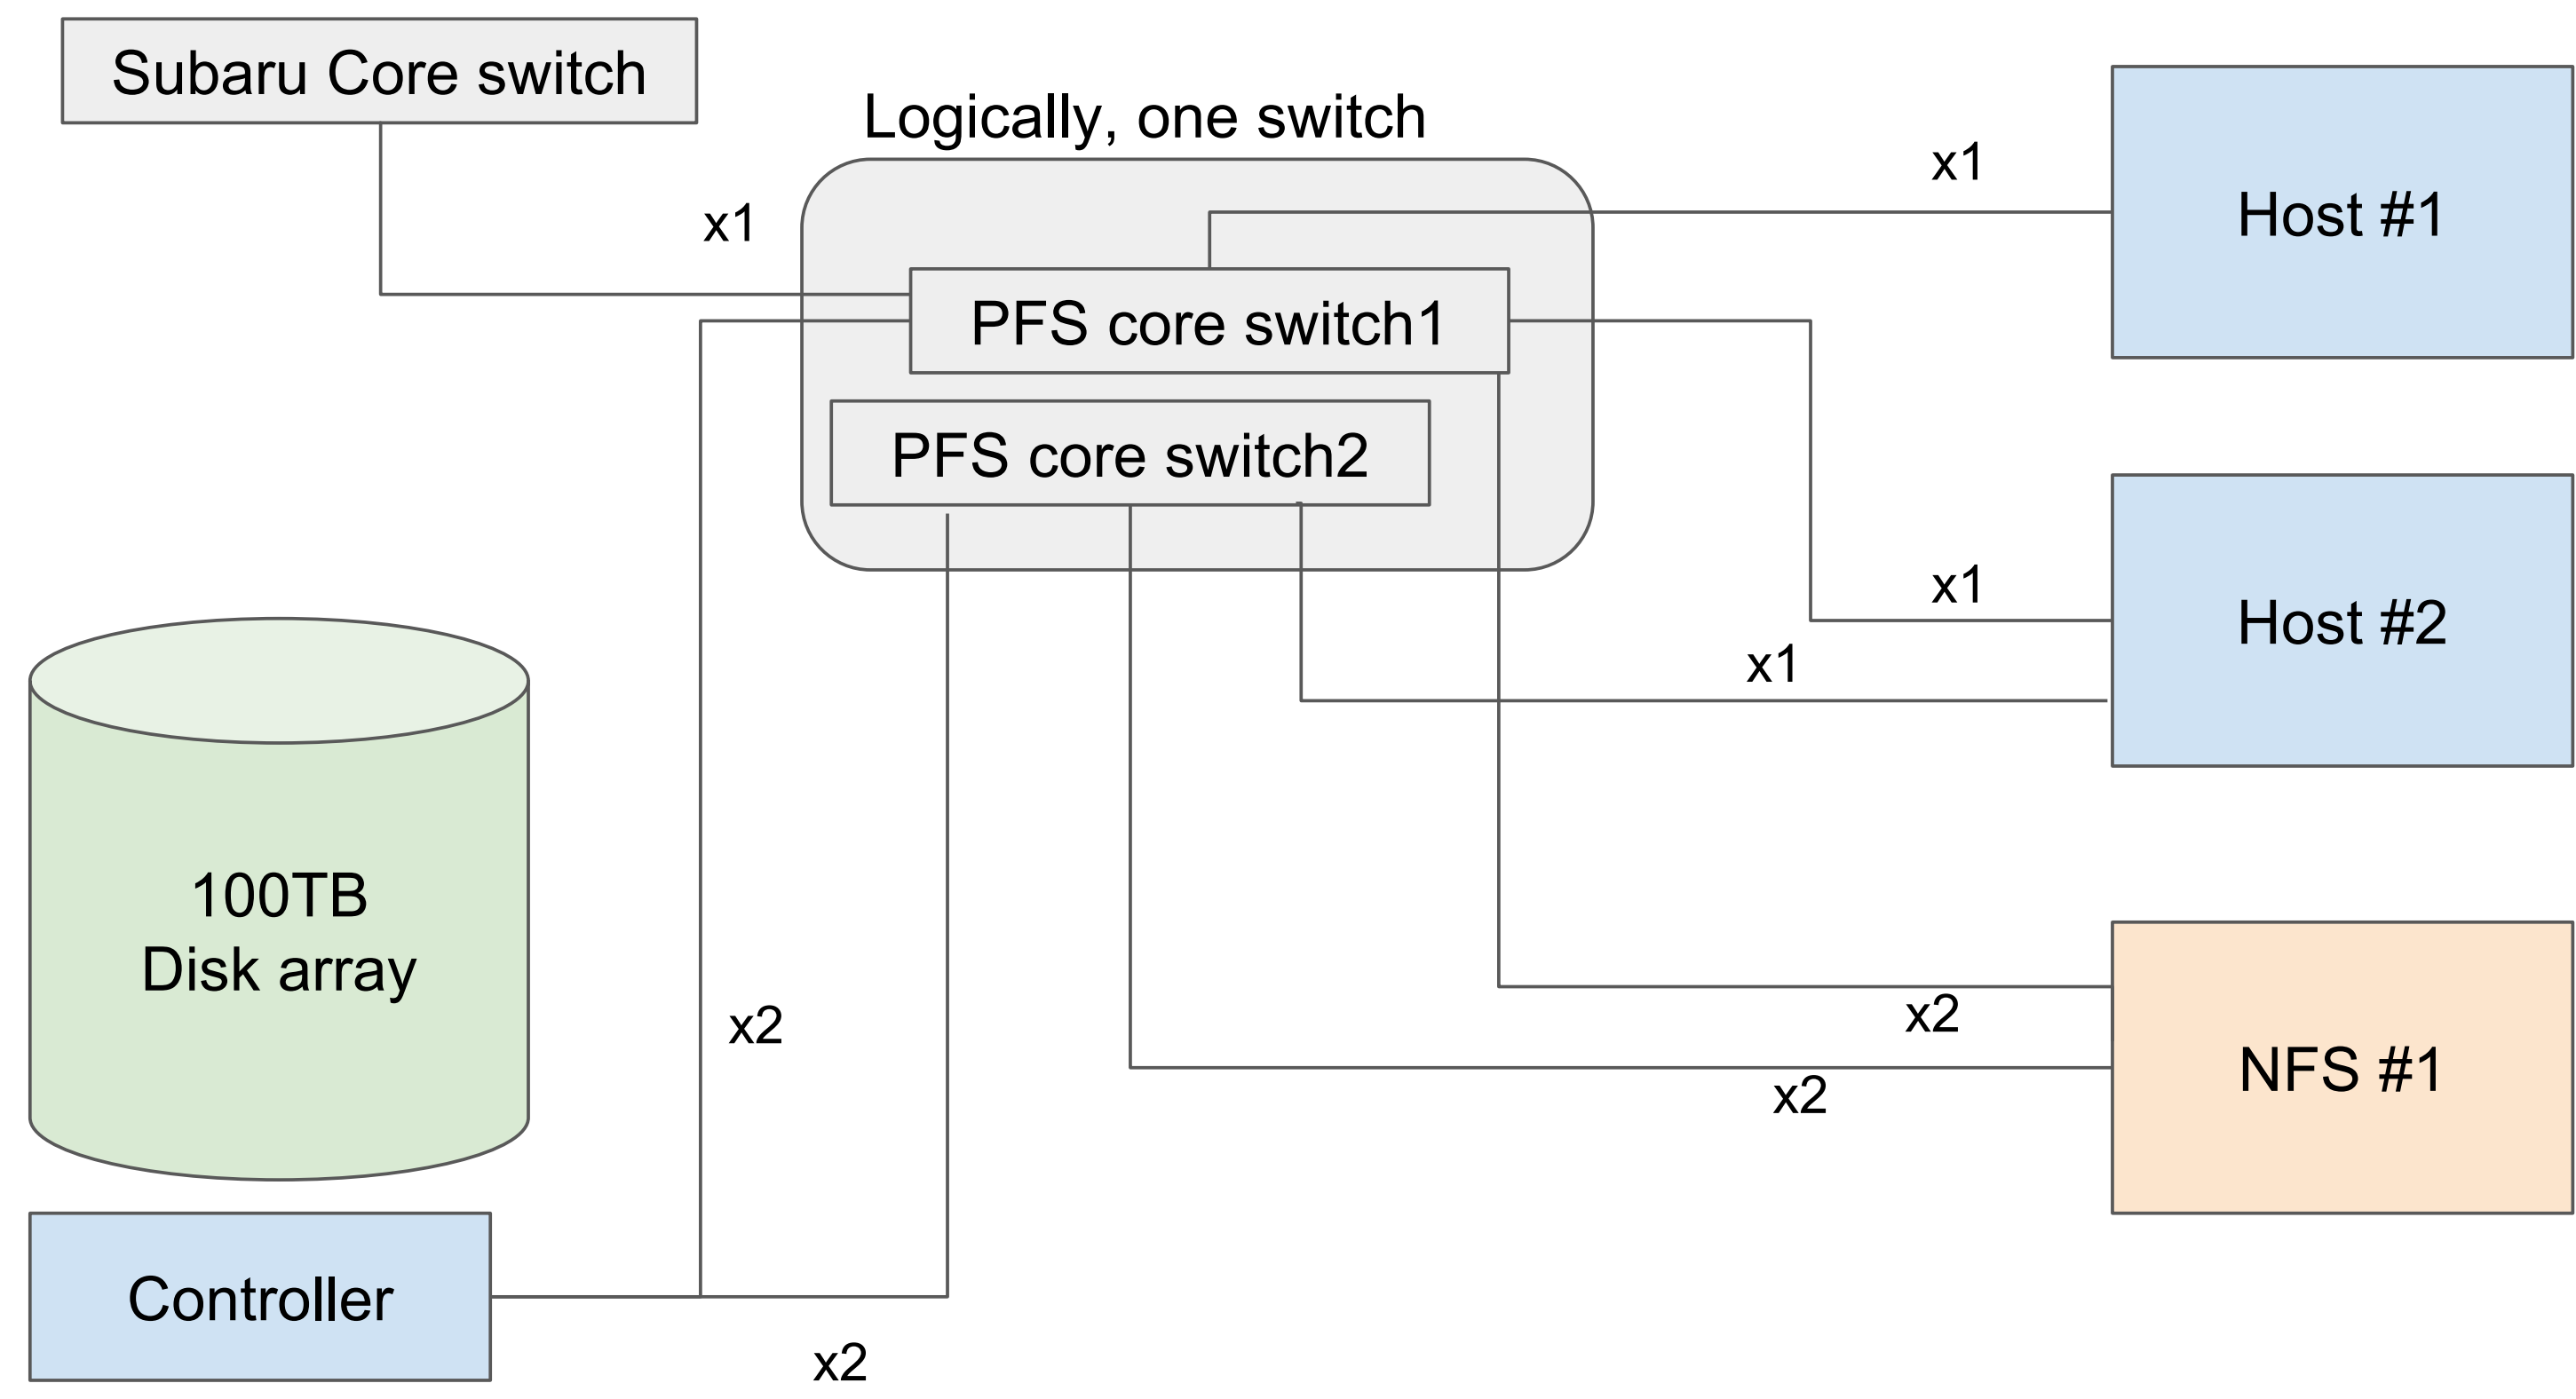 Subaru Core switch
Logically, one switch
x1
x1
Host #1
PFS core switch1
PFS core switch2
x1
Host #2
x1
100TB
Disk array
x2
x2
NFS #1
x2
Controller
x2